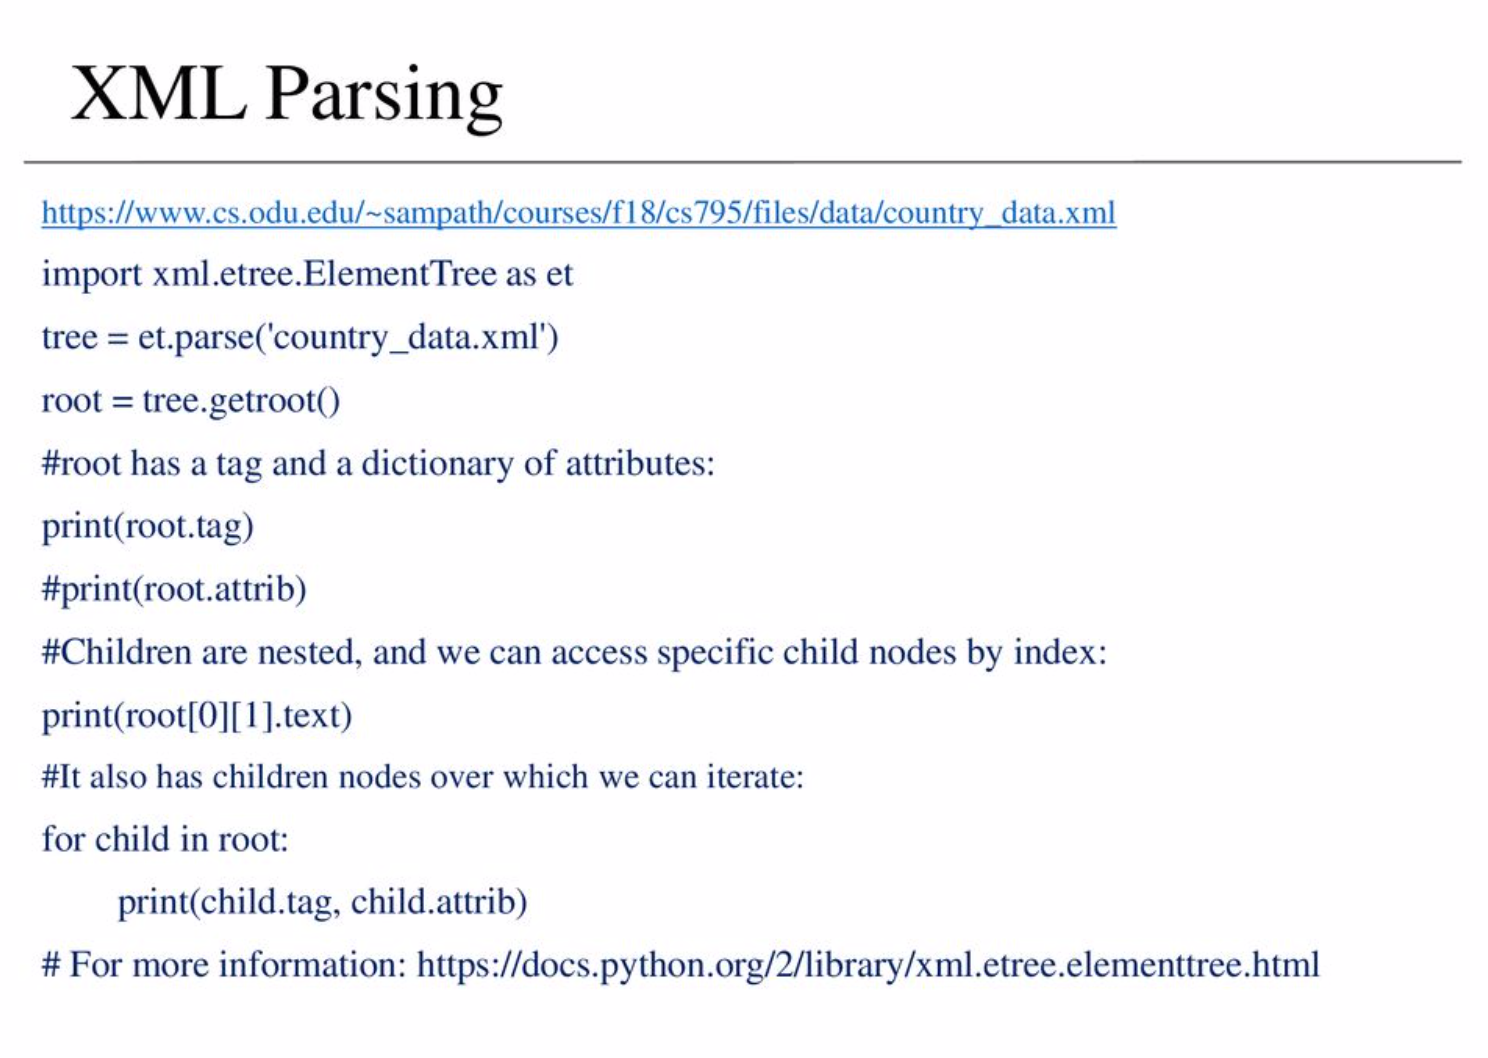 XML Parsing
https://www.cs.odu.edu/~sampath/courses/f18/cs795/files/data/country_data.xml
import xml.etree.ElementTree as et
tree = et.parse('country_data.xml')
root = tree.getroot()
#root has a tag and a dictionary of attributes:
print(root.tag)
#print(root.attrib)
#Children are nested, and we can access specific child nodes by index:
print(root[0][1].text)
#It also has children nodes over which we can iterate:
for child in root:
print(child.tag, child.attrib)
# For more information: https://docs.python.org/2/library/xml.etree.elementtree.html